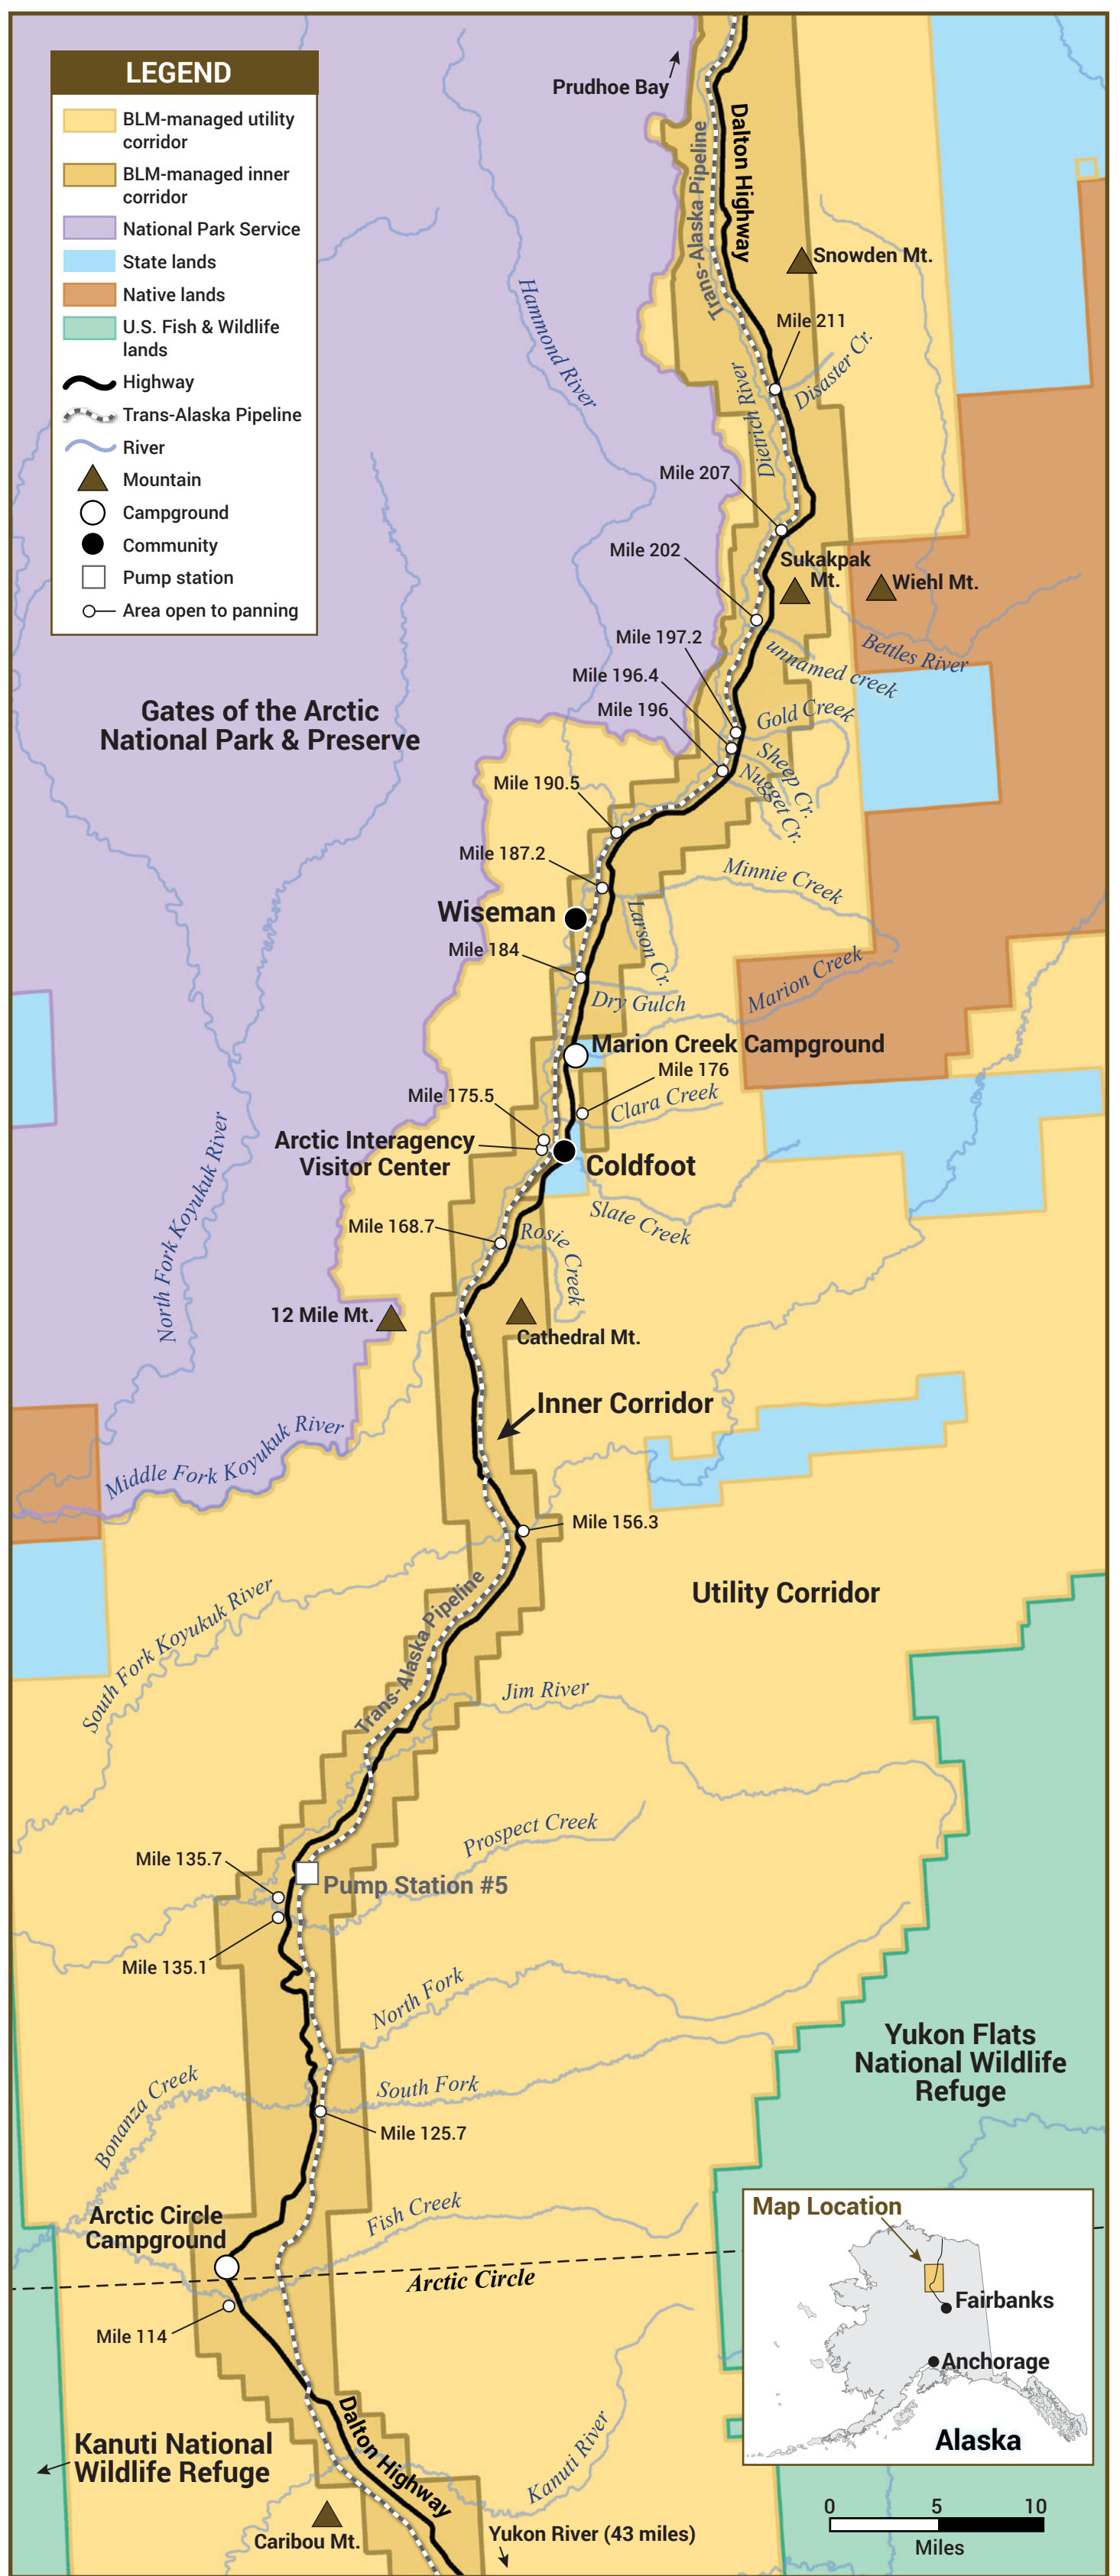 LEGEND
BLM-managed utility
corridor
BLM-managed inner
corridor
National Park Service
State lands
Native lands
U.S. Fish & Wildlife
lands
Highway
Trans-Alaska Pipeline
River
Mountain
Campground
Community
Pump station
Area open to panning
Prudhoe Bay
Trans-Alaska Pipeline
Dalton Highway
Snowden Mt.
Hammond River
Mile 211
Disaster Cr.
Dietrich River
Mile 207
Mile 202
Sukakpak
Mt.
Wiehl Mt.
Mile 197.2
unnamed creek
Bettles River
Mile 196.4
Mile 196
Gold Creek
Sheep Cr.
Nugget Cr.
Gates of the Arctic
National Park & Preserve
Mile 190.5
Mile 187.2
Minnie Creek
Wiseman
Larson Cr.
Mile 184
Dry Gulch
Marion Creek
Marion Creek Campground
Mile 176
Mile 175.5
Clara Creek
Arctic Interagency
Visitor Center
Coldfoot
North Fork Koyukuk River
Slate Creek
Mile 168.7
Rosie Creek
12 Mile Mt.
Cathedral Mt.
Inner Corridor
Middle Fork Koyukuk River
Mile 156.3
Utility Corridor
South Fork Koyukuk River
Trans-Alaska Pipeline
Jim River
Prospect Creek
Mile 135.7
Pump Station #5
Mile 135.1
North Fork
Yukon Flats
National Wildlife
Refuge
Bonanza Creek
South Fork
Mile 125.7
Arctic Circle
Campground
Fish Creek
Arctic Circle
Mile 114
Map Location
Fairbanks
Anchorage
Alaska
Dalton Highway
Kanuti National
Wildlife Refuge
Kanuti River
Caribou Mt.
Yukon River (43 miles)
0 5 10
Miles